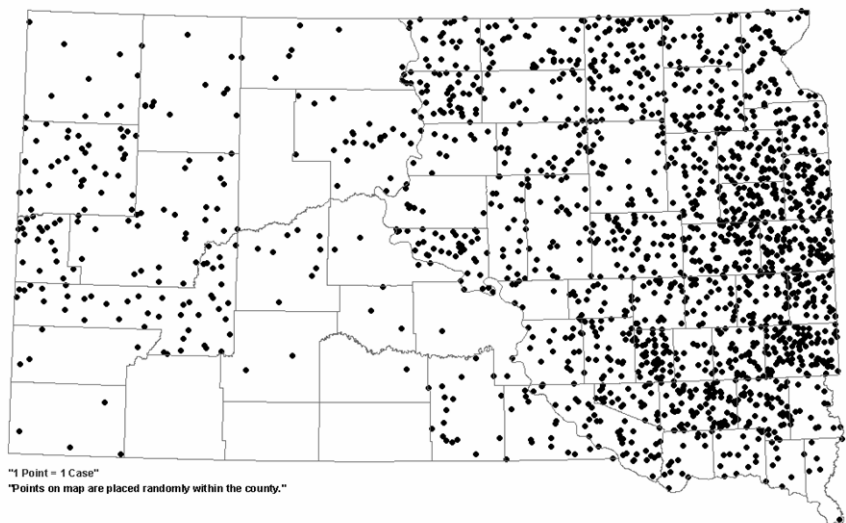 "1 Point = 1 Case"
"Points on map are placed randomly within the county."